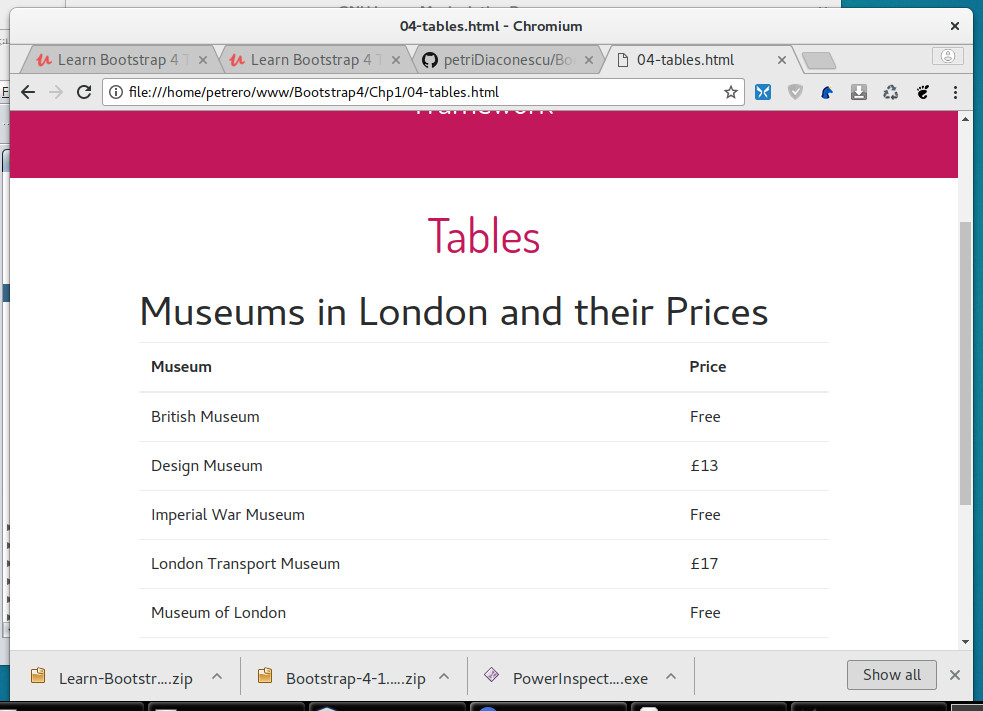 04-tables.html - Chromium
Learn Bootstrap 4 T
Learn Bootstrap 4 T
petriDiaconescu/Boo
04-tables.html
file:///home/petrero/www/Bootstrap4/Chp1/04-tables.html
Framework
Tables
Museums in London and their Prices
Museum Price
British Museum Free
Design Museum £13
Imperial War Museum Free
London Transport Museum £17
Museum of London Free
Learn-Bootstr....zip
Bootstrap-4-1.....zip
PowerInspect....exe
Show all